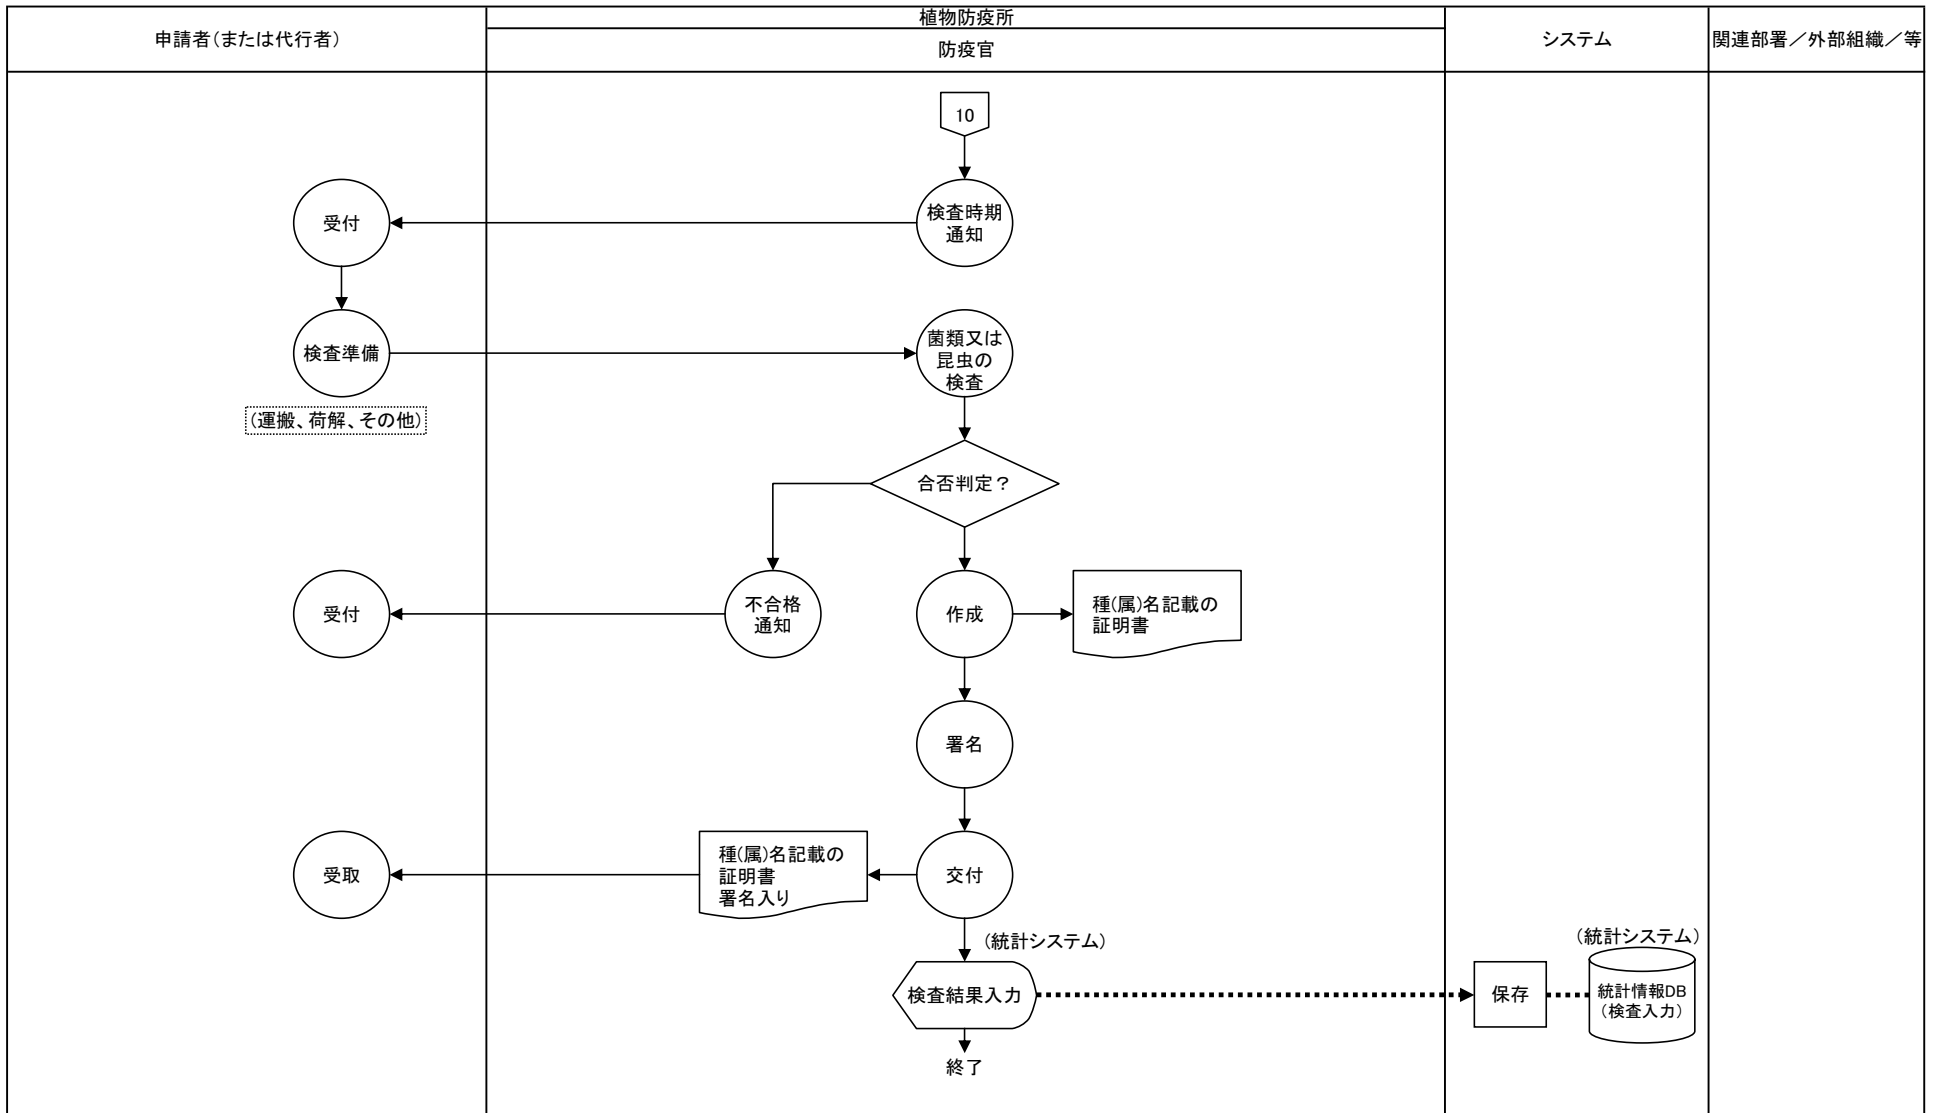 植物防疫所
申請者(または代行者)
防疫官
システム
関連部署／外部組織／等
10
受付
検査時期
通知
検査準備
菌類又は
昆虫の
検査
(運搬、荷解、その他)
合否判定？
受付
不合格
通知
作成
種(属)名記載の
証明書
署名
受取
種(属)名記載の
証明書
署名入り
交付
(統計システム)
(統計システム)
検査結果入力
保存
統計情報DB
(検査入力)
終了